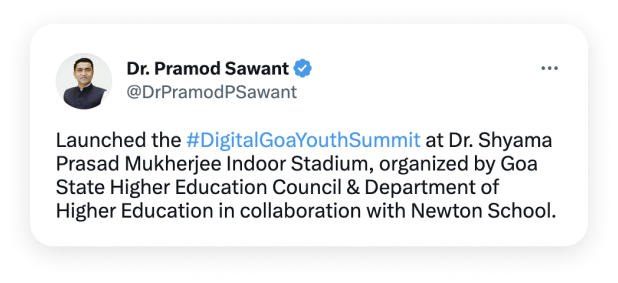 Dr. Pramod Sawant
@DrPramodPSawant
Launched the #DigitalGoaYouthSummit at Dr. Shyama
Prasad Mukherjee Indoor Stadium, organized by Goa
State Higher Education Council & Department of
Higher Education in collaboration with Newton School.